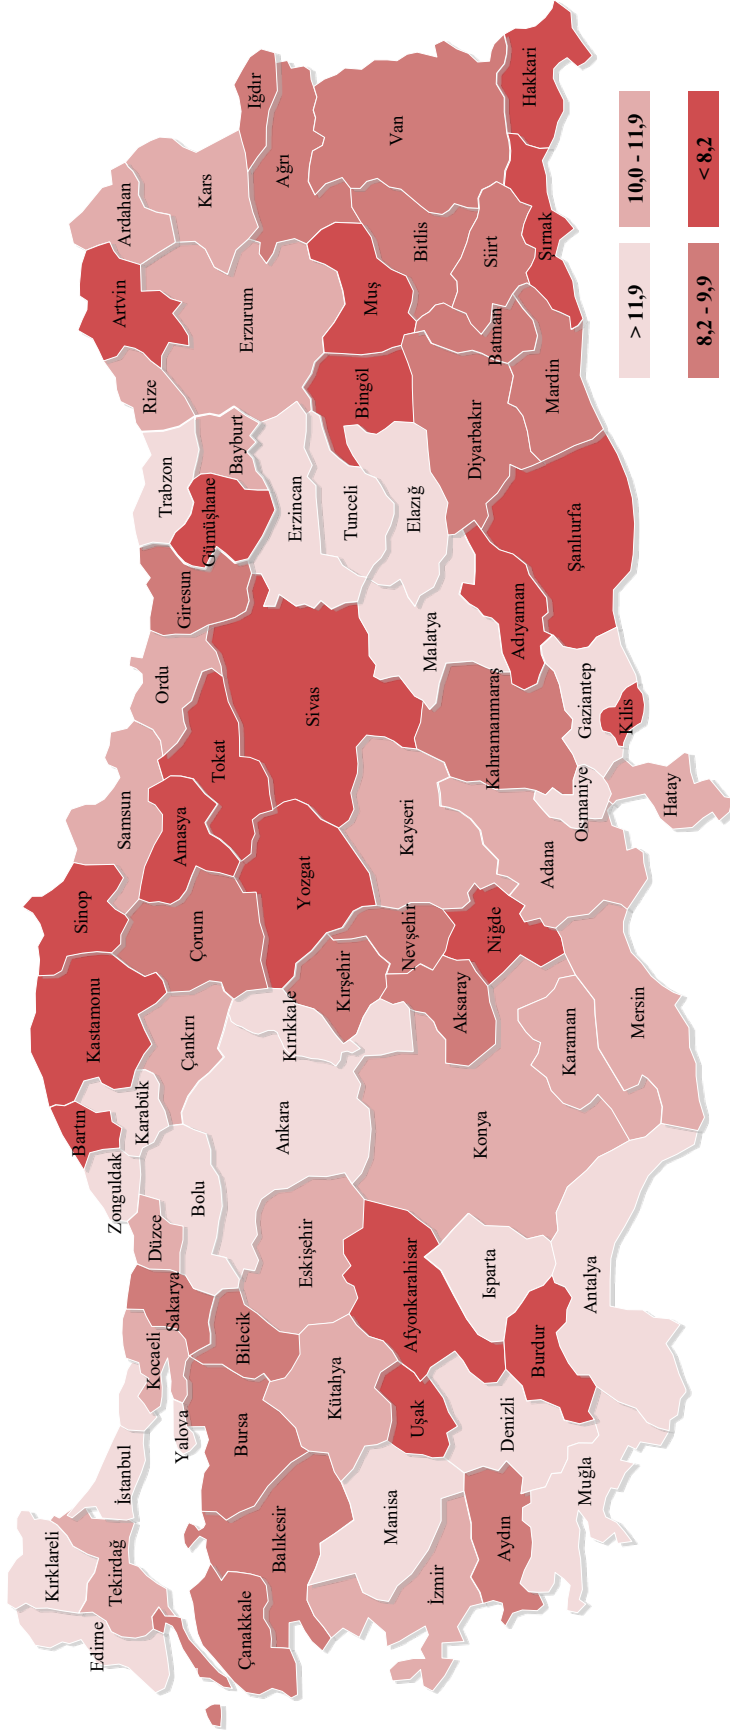 Kırklareli
Edirne
Tekirdağ
İstanbul
Yalova
Kocaeli
Sakarya
Düzce
Zonguldak
Bartın
Karabük
Kastamonu
Sinop
Samsun
Ordu
Giresun
Trabzon
Rize
Artvin
Ardahan
Kars
Iğdır
Ağrı
Çanakkale
Balıkesir
Bursa
Bilecik
Bolu
Çankırı
Çorum
Amasya
Tokat
Gümüşhane
Bayburt
Erzurum
Kütahya
Eskişehir
Ankara
Kırıkkale
Kırşehir
Yozgat
Sivas
Erzincan
Tunceli
Bingöl
Muş
Bitlis
Van
Manisa
İzmir
Uşak
Afyonkarahisar
Konya
Aksaray
Nevşehir
Niğde
Kayseri
Malatya
Elazığ
Diyarbakır
Batman
Siirt
Şırnak
Hakkari
Aydın
Denizli
Isparta
Burdur
Muğla
Antalya
Karaman
Mersin
Adana
Osmaniye
Hatay
Kahramanmaraş
Gaziantep
Kilis
Adıyaman
Şanlıurfa
Mardin
> 11,9
10,0 - 11,9
8,2 - 9,9
< 8,2